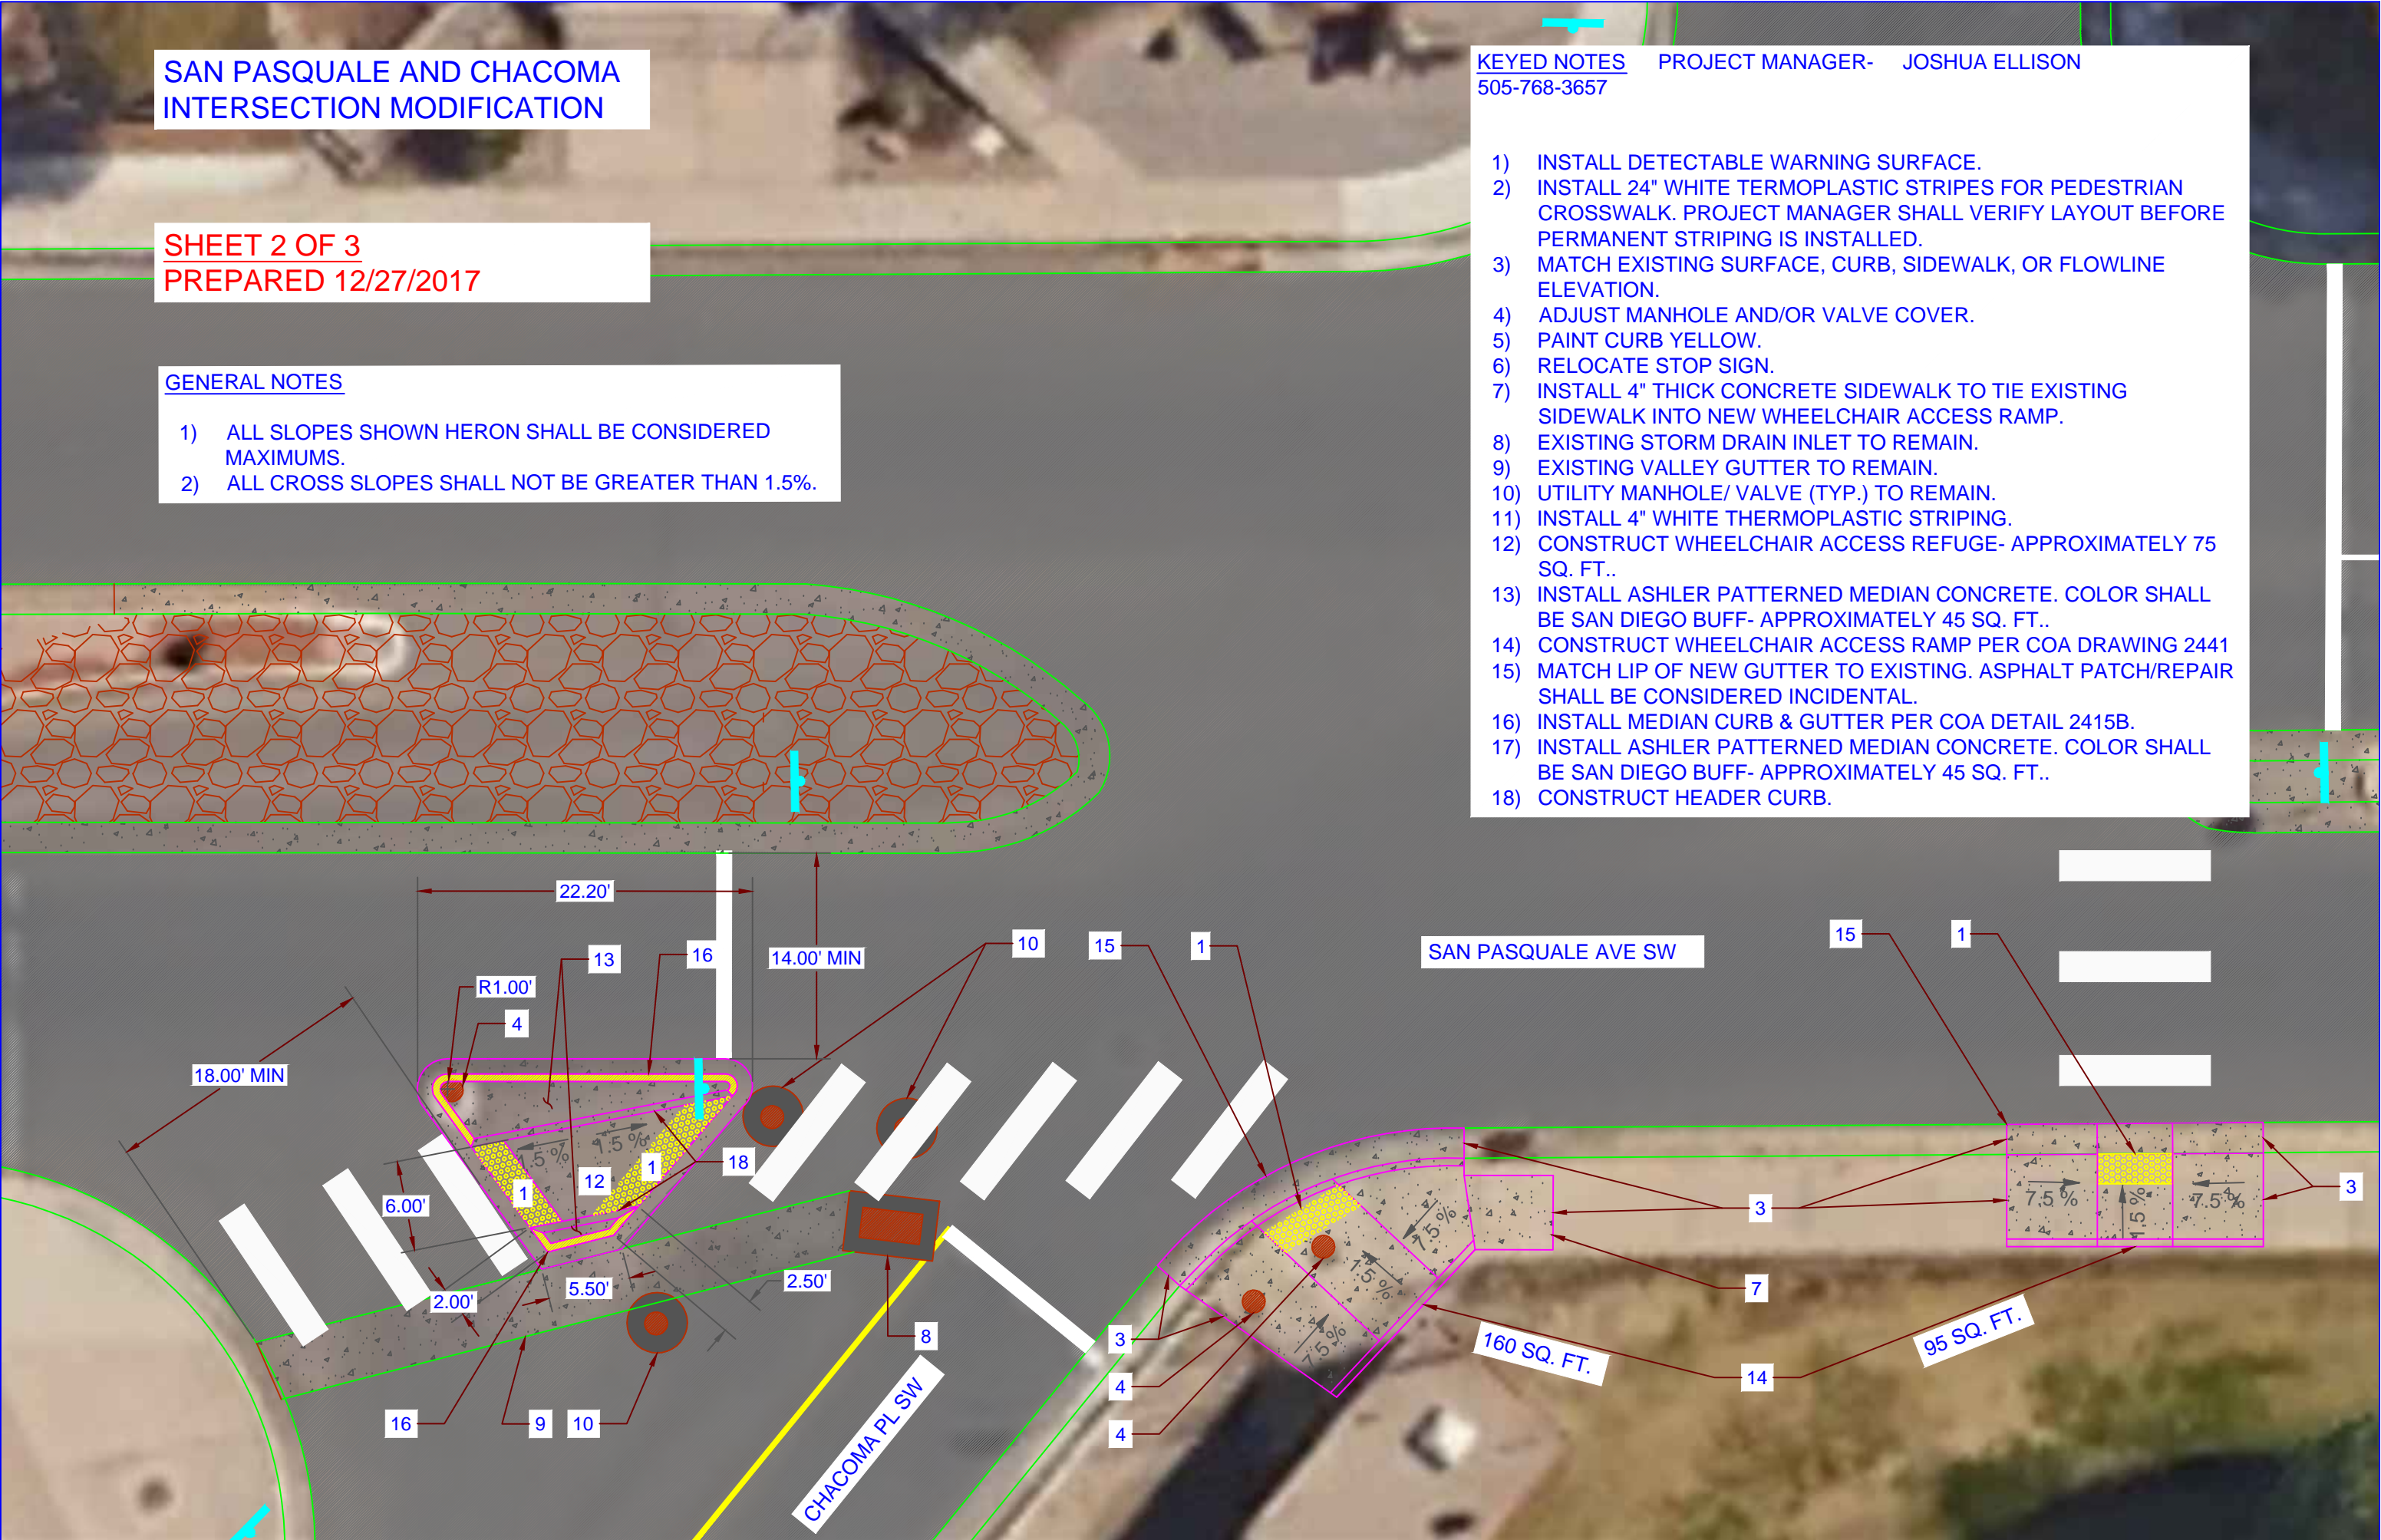 SAN PASQUALE AND CHACOMA
INTERSECTION MODIFICATION
SHEET 2 OF 3
PREPARED 12/27/2017
GENERAL NOTES
1) ALL SLOPES SHOWN HERON SHALL BE CONSIDERED
MAXIMUMS.
2) ALL CROSS SLOPES SHALL NOT BE GREATER THAN 1.5%.
KEYED NOTES PROJECT MANAGER- JOSHUA ELLISON
505-768-3657
1) INSTALL DETECTABLE WARNING SURFACE.
2) INSTALL 24" WHITE TERMOPLASTIC STRIPES FOR PEDESTRIAN
CROSSWALK. PROJECT MANAGER SHALL VERIFY LAYOUT BEFORE
PERMANENT STRIPING IS INSTALLED.
3) MATCH EXISTING SURFACE, CURB, SIDEWALK, OR FLOWLINE
ELEVATION.
4) ADJUST MANHOLE AND/OR VALVE COVER.
5) PAINT CURB YELLOW.
6) RELOCATE STOP SIGN.
7) INSTALL 4" THICK CONCRETE SIDEWALK TO TIE EXISTING
SIDEWALK INTO NEW WHEELCHAIR ACCESS RAMP.
8) EXISTING STORM DRAIN INLET TO REMAIN.
9) EXISTING VALLEY GUTTER TO REMAIN.
10) UTILITY MANHOLE/ VALVE (TYP.) TO REMAIN.
11) INSTALL 4" WHITE THERMOPLASTIC STRIPING.
12) CONSTRUCT WHEELCHAIR ACCESS REFUGE- APPROXIMATELY 75
SQ. FT..
13) INSTALL ASHLER PATTERNED MEDIAN CONCRETE. COLOR SHALL
BE SAN DIEGO BUFF- APPROXIMATELY 45 SQ. FT..
14) CONSTRUCT WHEELCHAIR ACCESS RAMP PER COA DRAWING 2441
15) MATCH LIP OF NEW GUTTER TO EXISTING. ASPHALT PATCH/REPAIR
SHALL BE CONSIDERED INCIDENTAL.
16) INSTALL MEDIAN CURB & GUTTER PER COA DETAIL 2415B.
17) INSTALL ASHLER PATTERNED MEDIAN CONCRETE. COLOR SHALL
BE SAN DIEGO BUFF- APPROXIMATELY 45 SQ. FT..
18) CONSTRUCT HEADER CURB.
22.20'
13
16
14.00' MIN
10
15
1
SAN PASQUALE AVE SW
15
1
R1.00'
4
18.00' MIN
1.5 %
1.5 %
1
12
1
18
6.00'
2.00'
5.50'
2.50'
8
16
9
10
CHACOMA PL SW
3
4
4
7.5 %
1.5 %
7.5 %
3
7
160 SQ. FT.
14
95 SQ. FT.
7.5 %
1.5 %
7.5 %
3